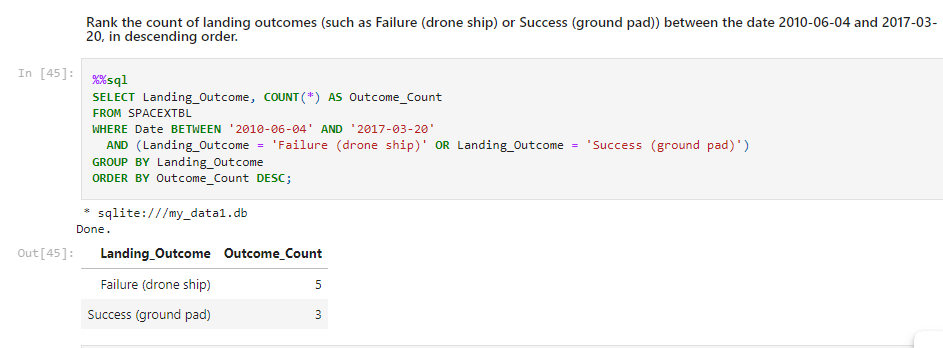 Rank the count of landing outcomes (such as Failure (drone ship) or Success (ground pad)) between the date 2010-06-04 and 2017-03-
20, in descending order.
In [45]:
%%sql
SELECT Landing_Outcome, COUNT(*) AS Outcome_Count
FROM SPACEXTBL
WHERE Date BETWEEN '2010-06-04' AND '2017-03-20'
  AND (Landing_Outcome = 'Failure (drone ship)' OR Landing_Outcome = 'Success (ground pad)')
GROUP BY Landing_Outcome
ORDER BY Outcome_Count DESC;
* sqlite:///my_data1.db
Done.
Out[45]:
Landing_Outcome Outcome_Count
Failure (drone ship) 5
Success (ground pad) 3